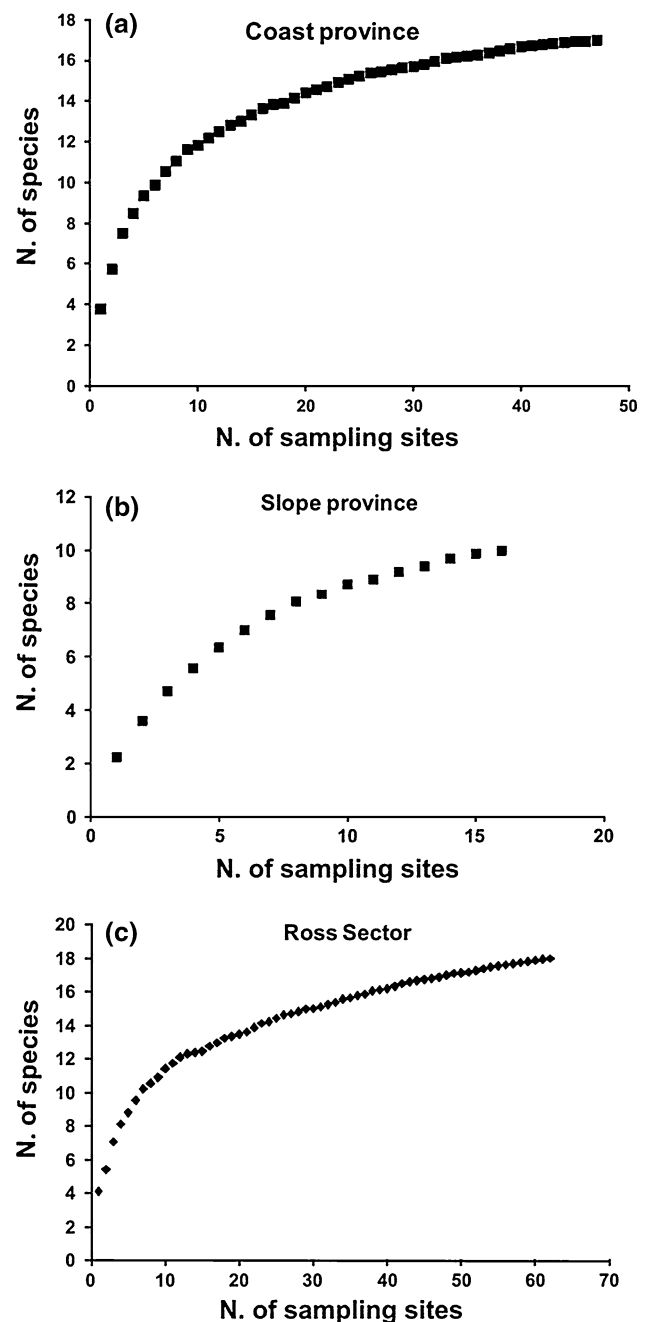 (a) Coast province
18
16
14
12
10
8
6
4
2
0
N. of species
0 10 20 30 40 50
N. of sampling sites
(b) Slope province
12
10
8
6
4
2
0
N. of species
0 5 10 15 20
N. of sampling sites
(c) Ross Sector
20
18
16
14
12
10
8
6
4
2
0
N. of species
0 10 20 30 40 50 60 70
N. of sampling sites